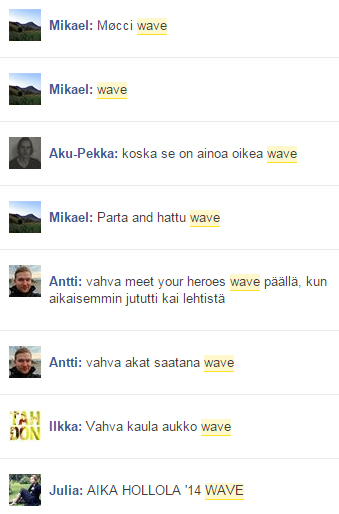 Mikael: Møcci wave
Mikael: wave
Aku-Pekka: koska se on ainoa oikea wave
Mikael: Parta and hattu wave
Antti: vahva meet your heroes wave päällä, kun
aikaisemmin jututti kai lehtistä
Antti: vahva akat saatana wave
TAH
DON
Ilkka: Vahva kaula aukko wave
Julia: AIKA HOLLOLA '14 WAVE